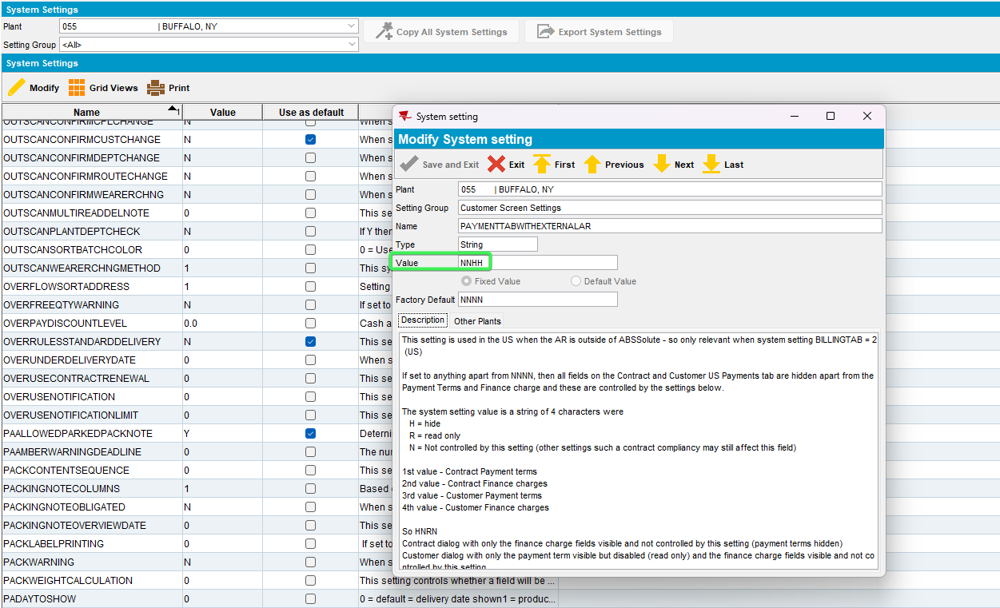 System Settings
Plant 055 | BUFFALO, NY Copy All System Settings Export System Settings
Setting Group <All>
System Settings
Modify Grid Views Print
Name 1 Value Use as default
OUTSCANCONFIRMCPLCHANGE N When s
OUTSCANCONFIRMCUSTCHANGE N When s
OUTSCANCONFIRMDEPTCHANGE N When s
OUTSCANCONFIRMROUTECHANGE N When s
OUTSCANCONFIRMWEARERCHNG N When s
OUTSCANMULTIREADDELNOTE 0 This se
OUTSCANPLANTDEPTCHECK N If Y then
OUTSCANSORTBATCHCOLOR 0 0 = Use
OUTSCANWEARERCHNGMETHOD 1 This sy
OVERFLOWSORTADDRESS 1 Setting
OVERFREEQTYWARNING N If set to
OVERPAYDISCOUNTLEVEL 0.0 Cash a
OVERRULESSTANDARDDELIVERY N This se
OVERUNDERDELIVERYDATE 0 When s
OVERUSECONTRACTRENEWAL 0 This se
OVERUSENOTIFICATION 0 This se
OVERUSENOTIFICATIONLIMIT 0 This se
PAALLOWEDPARKEDPACKNOTE Y Determi
PAAMBERWARNINGDEADLINE 0 The nu
PACKCONTENTSEQUENCE 0 This se
PACKINGNOTECOLUMNS 1 Based
PACKINGNOTEOBLIGATED N When s
PACKINGNOTEOVERVIEWDATE 0 This se
PACKLABELPRINTING 0 If set to
PACKWARNING N When s
PACKWEIGHTCALCULATION 0 This setting controls whether a field will be ...
PADAYTOSHOW 0 0 = default = delivery date shown1 = produc...
System setting
Modify System setting
Save and Exit Exit First Previous Next Last
Plant 055 | BUFFALO, NY
Setting Group Customer Screen Settings
Name PAYMENTTABWITHEXTERNALAR
Type String
Value NNHH
Fixed Value Default Value
Factory Default NNNN
Description Other Plants
This setting is used in the US when the AR is outside of ABSSolute - so only relevant when system setting BILLINGTAB = 2
(US)
If set to anything apart from NNNN, then all fields on the Contract and Customer US Payments tab are hidden apart from the
Payment Terms and Finance charge and these are controlled by the settings below.
The system setting value is a string of 4 characters were
H = hide
R = read only
N = Not controlled by this setting (other settings such a contract compliancy may still affect this field)
1st value - Contract Payment terms
2nd value - Contract Finance charges
3rd value - Customer Payment terms
4th value - Customer Finance charges
So HNRN
Contract dialog with only the finance charge fields visible and not controlled by this setting (payment terms hidden)
Customer dialog with only the payment term visible but disabled (read only) and the finance charge fields visible and not co
ntrolled by this setting